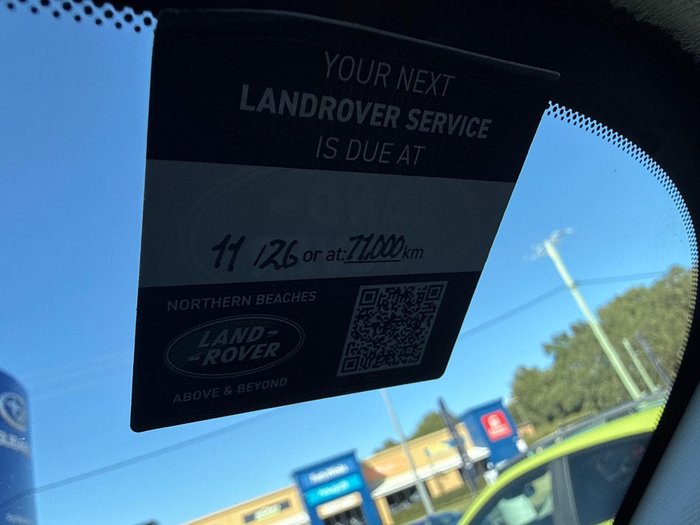 YOUR NEXT
LANDROVER SERVICE
IS DUE AT
11/26 or at: 71.000 km
NORTHERN BEACHES
LAND-
-ROVER
ABOVE & BEYOND